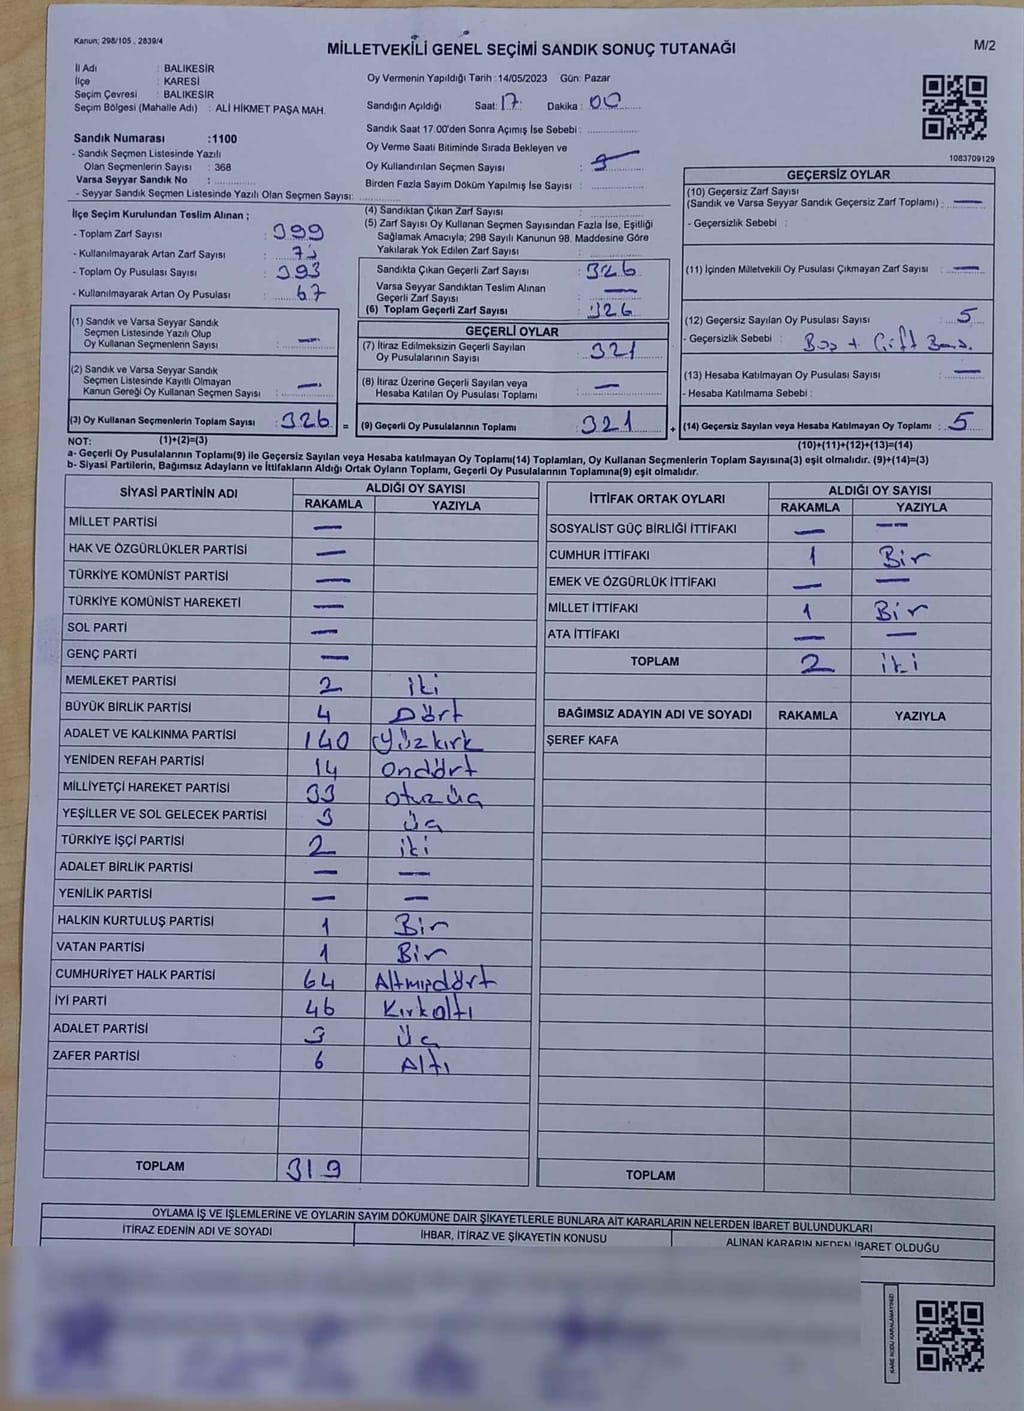 Kanun; 298/105 , 2839/4
MİLLETVEKİLİ GENEL SEÇİMİ SANDIK SONUÇ TUTANAĞI
M/2
İl Adı : BALIKESİR
İlçe : KARESİ
Seçim Çevresi : BALIKESİR
Seçim Bölgesi (Mahalle Adı) : ALİ HİKMET PAŞA MAH.
Oy Vermenin Yapıldığı Tarih :14/05/2023 Gün: Pazar
Sandığın Açıldığı Saat: 17 Dakika : 00
Sandık Saat 17.00'den Sonra Açımış İse Sebebi :
Oy Verme Saati Bitiminde Sırada Bekleyen ve
Oy Kullandırılan Seçmen Sayısı :
Birden Fazla Sayım Döküm Yapılmış İse Sayısı :
1083709129
Sandık Numarası :1100
- Sandık Seçmen Listesinde Yazılı
Olan Seçmenlerin Sayısı : 368
Varsa Seyyar Sandık No :
- Seyyar Sandık Seçmen Listesinde Yazılı Olan Seçmen Sayısı:
İlçe Seçim Kurulundan Teslim Alınan ;
- Toplam Zarf Sayısı : 399
- Kullanılmayarak Artan Zarf Sayısı : 73
- Toplam Oy Pusulası Sayısı : 393
- Kullanılmayarak Artan Oy Pusulası : 67
(1) Sandık ve Varsa Seyyar Sandık
Seçmen Listesinde Yazılı Olup
Oy Kullanan Seçmenlerin Sayısı : —
(2) Sandık ve Varsa Seyyar Sandık
Seçmen Listesinde Kayıtlı Olmayan
Kanun Gereği Oy Kullanan Seçmen Sayısı : —
(3) Oy Kullanan Seçmenlerin Toplam Sayısı : 326 =
(4) Sandıktan Çıkan Zarf Sayısı :
(5) Zarf Sayısı Oy Kullanan Seçmen Sayısından Fazla İse, Eşitliği
Sağlamak Amacıyla; 298 Sayılı Kanunun 98. Maddesine Göre
Yakılarak Yok Edilen Zarf Sayısı :
Sandıkta Çıkan Geçerli Zarf Sayısı : 326
Varsa Seyyar Sandıktan Teslim Alınan
Geçerli Zarf Sayısı : —
(6) Toplam Geçerli Zarf Sayısı : 326
GEÇERLİ OYLAR
(7) İtiraz Edilmeksizin Geçerli Sayılan
Oy Pusulalarının Sayısı : 321
(8) İtiraz Üzerine Geçerli Sayılan veya
Hesaba Katılan Oy Pusulası Toplamı : —
(9) Geçerli Oy Pusulalarının Toplamı : 321 +
GEÇERSİZ OYLAR
(10) Geçersiz Zarf Sayısı
(Sandık ve Varsa Seyyar Sandık Geçersiz Zarf Toplamı) : —
- Geçersizlik Sebebi :
(11) İçinden Milletvekili Oy Pusulası Çıkmayan Zarf Sayısı : —
(12) Geçersiz Sayılan Oy Pusulası Sayısı : 5
- Geçersizlik Sebebi : Boş + Çift
(13) Hesaba Katılmayan Oy Pusulası Sayısı : —
- Hesaba Katılmama Sebebi :
(14) Geçersiz Sayılan veya Hesaba Katılmayan Oy Toplamı : 5
NOT: (1)+(2)=(3)
(10)+(11)+(12)+(13)=(14)
a- Geçerli Oy Pusulalarının Toplamı(9) ile Geçersiz Sayılan veya Hesaba katılmayan Oy Toplamı(14) Toplamları, Oy Kullanan Seçmenlerin Toplam Sayısına(3) eşit olmalıdır. (9)+(14)=(3)
b- Siyasi Partilerin, Bağımsız Adayların ve İttifakların Aldığı Ortak Oyların Toplamı, Geçerli Oy Pusulalarının Toplamına(9) eşit olmalıdır.
SİYASİ PARTİNİN ADI ALDIĞI OY SAYISI
RAKAMLA YAZIYLA
MİLLET PARTİSİ —
HAK VE ÖZGÜRLÜKLER PARTİSİ —
TÜRKİYE KOMÜNİST PARTİSİ —
TÜRKİYE KOMÜNİST HAREKETİ —
SOL PARTİ —
GENÇ PARTİ —
MEMLEKET PARTİSİ 2 iki
BÜYÜK BİRLİK PARTİSİ 4 Dört
ADALET VE KALKINMA PARTİSİ 140 Yüzkırk
YENİDEN REFAH PARTİSİ 14 Ondört
MİLLİYETÇİ HAREKET PARTİSİ 33 otuzüç
YEŞİLLER VE SOL GELECEK PARTİSİ 3 üç
TÜRKİYE İŞÇİ PARTİSİ 2 iki
ADALET BİRLİK PARTİSİ — —
YENİLİK PARTİSİ — —
HALKIN KURTULUŞ PARTİSİ 1 Bir
VATAN PARTİSİ 1 Bir
CUMHURİYET HALK PARTİSİ 64 Altmışdört
İYİ PARTİ 46 Kırkaltı
ADALET PARTİSİ 3 Üç
ZAFER PARTİSİ 6 Altı
TOPLAM 319
İTTİFAK ORTAK OYLARI ALDIĞI OY SAYISI
RAKAMLA YAZIYLA
SOSYALİST GÜÇ BİRLİĞİ İTTİFAKI — —
CUMHUR İTTİFAKI 1 Bir
EMEK VE ÖZGÜRLÜK İTTİFAKI — —
MİLLET İTTİFAKI 1 Bir
ATA İTTİFAKI — —
TOPLAM 2 iki
BAĞIMSIZ ADAYIN ADI VE SOYADI RAKAMLA YAZIYLA
ŞEREF KAFA
TOPLAM
OYLAMA İŞ VE İŞLEMLERİNE VE OYLARIN SAYIM DÖKÜMÜNE DAİR ŞİKAYETLERLE BUNLARA AİT KARARLARIN NELERDEN İBARET BULUNDUKLARI
İTİRAZ EDENİN ADI VE SOYADI İHBAR, İTİRAZ VE ŞİKAYETİN KONUSU ALINAN KARARIN NEDEN İBARET OLDUĞU
KARE KODU KARALAMAYINIZ!